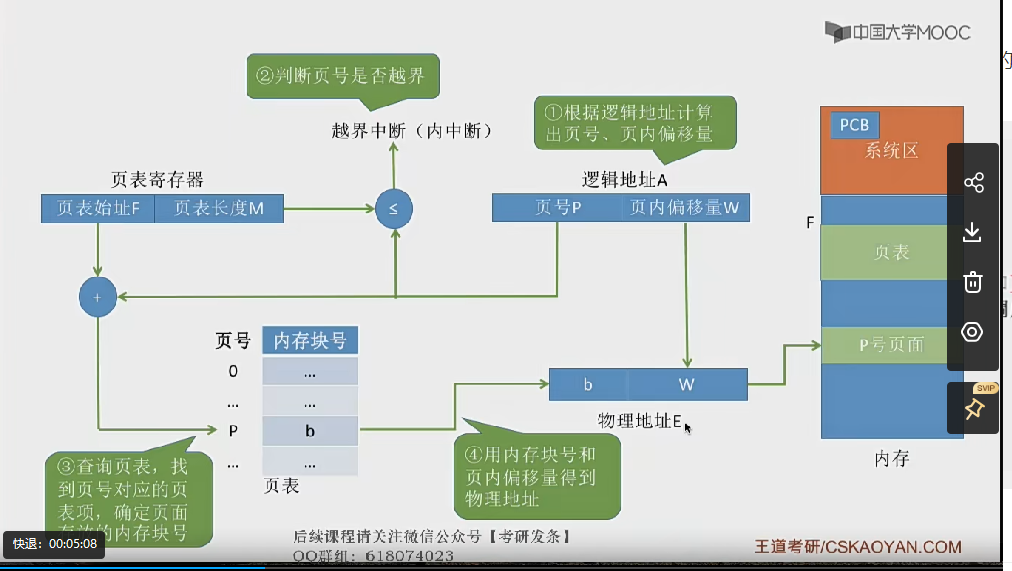 中国大学MOOC
②判断页号是否越界
①根据逻辑地址计算
出页号、页内偏移量
越界中断（内中断）
PCB
系统区
页表寄存器
逻辑地址A
页表始址F
页表长度M
≤
页号P
页内偏移量W
F
页表
+
页号
内存块号
0
...
...
...
P
b
...
...
页表
b
W
P号页面
物理地址E
内存
③查询页表，找
到页号对应的页
表项，确定页面
的内存块号
④用内存块号和
页内偏移量得到
物理地址
SVIP
快退：00:05:08
后续课程请关注微信公众号【考研发条】
QQ群组：618074023
王道考研/CSKAOYAN.COM